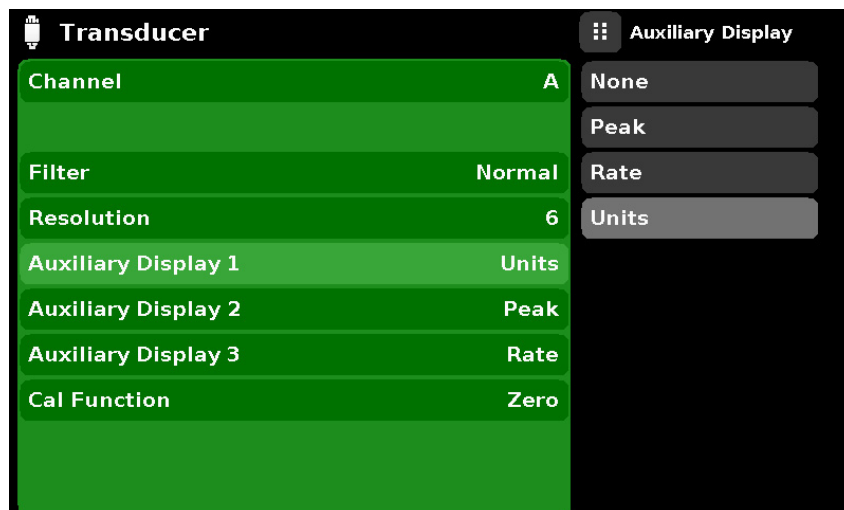 Transducer
Channel A
Filter Normal
Resolution 6
Auxiliary Display 1 Units
Auxiliary Display 2 Peak
Auxiliary Display 3 Rate
Cal Function Zero
Auxiliary Display
None
Peak
Rate
Units